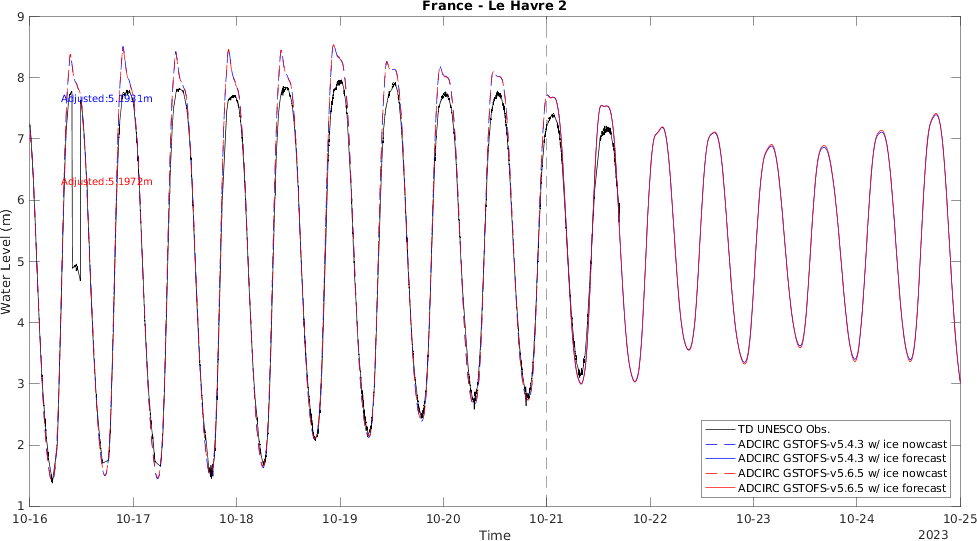 France - Le Havre 2
9
8
7
6
5
4
3
2
1
Water Level (m)
Adjusted:5.1931m
Adjusted:5.1972m
TD UNESCO Obs.
ADCIRC GSTOFS-v5.4.3 w/ ice nowcast
ADCIRC GSTOFS-v5.4.3 w/ ice forecast
ADCIRC GSTOFS-v5.6.5 w/ ice nowcast
ADCIRC GSTOFS-v5.6.5 w/ ice forecast
10-16 10-17 10-18 10-19 10-20 10-21 10-22 10-23 10-24 10-25
Time
2023